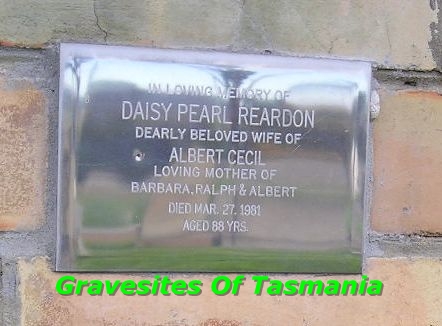 IN LOVING MEMORY OF
DAISY PEARL REARDON
DEARLY BELOVED WIFE OF
ALBERT CECIL
LOVING MOTHER OF
BARBARA, RALPH & ALBERT
DIED MAR. 27. 1981
AGED 88 YRS.
Gravesites Of Tasmania